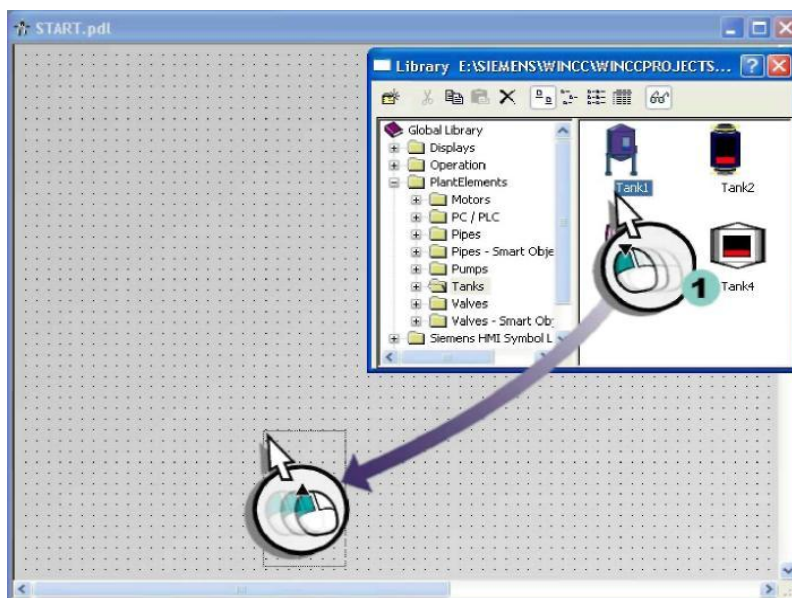 START.pdl
Library E:\SIEMENS\WINCC\WINCCPROJECTS...
Global Library
Displays
Operation
PlantElements
Motors
PC / PLC
Pipes
Pipes - Smart Obje
Pumps
Tanks
Valves
Valves - Smart Ob
Siemens HMI Symbol L
Tank1
Tank2
1
Tank4